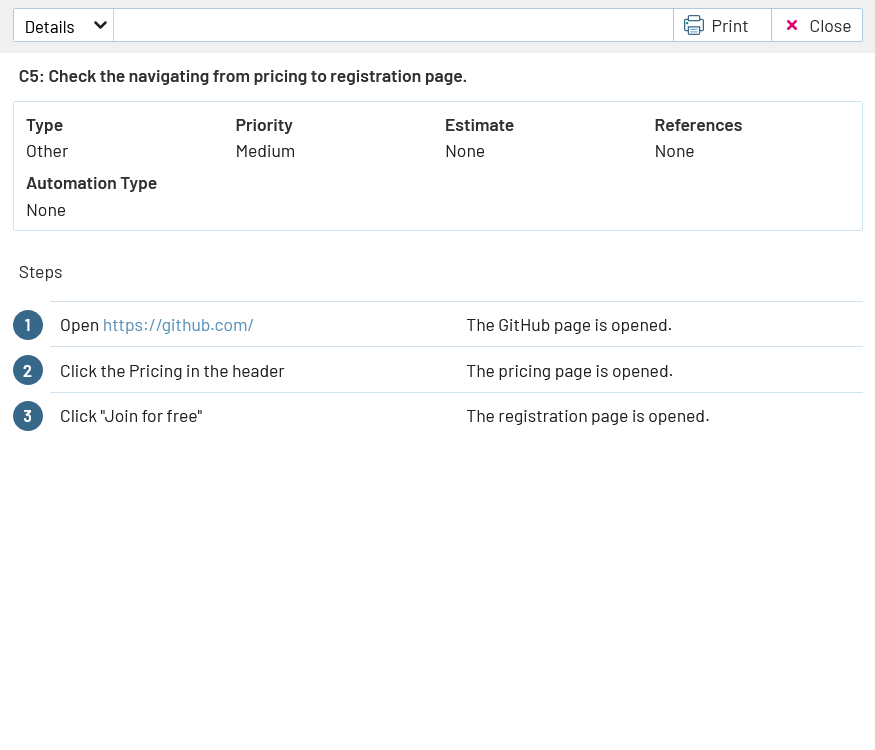 Details Print Close
C5: Check the navigating from pricing to registration page.
Type Priority Estimate References
Other Medium None None
Automation Type
None
Steps
1 Open https://github.com/ The GitHub page is opened.
2 Click the Pricing in the header The pricing page is opened.
3 Click "Join for free" The registration page is opened.